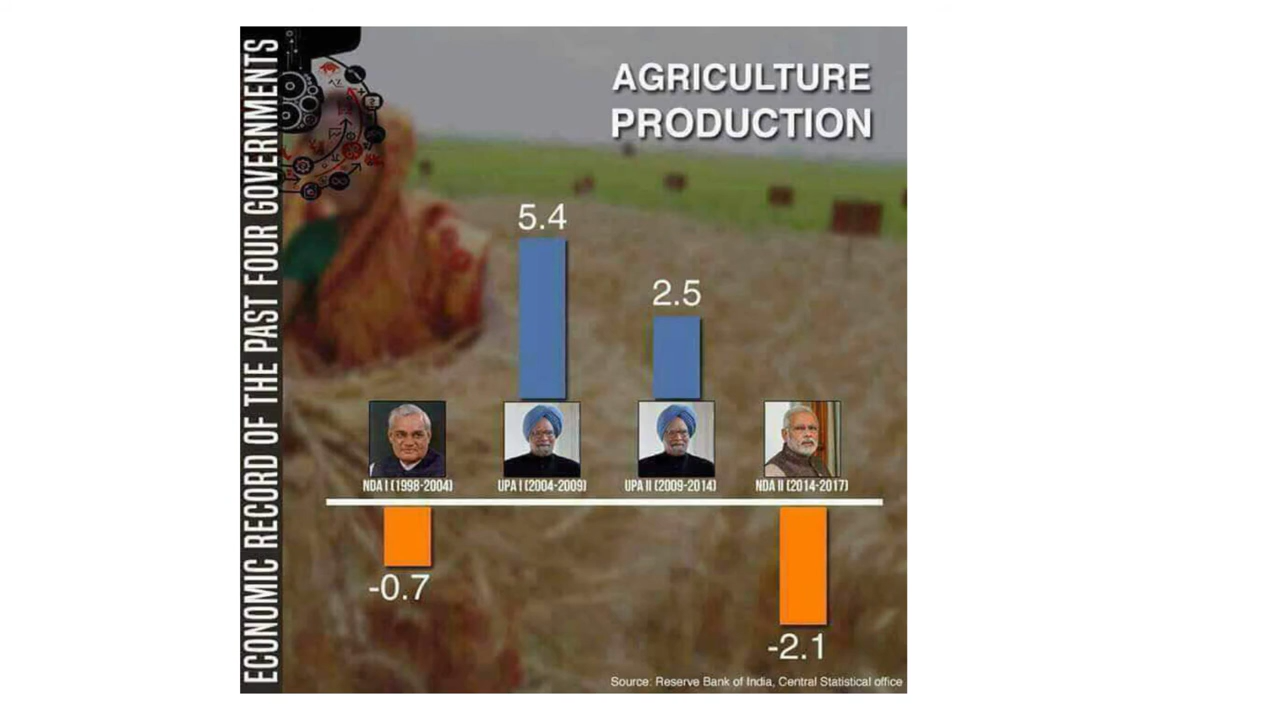 ECONOMIC RECORD OF THE PAST FOUR GOVERNMENTS
AGRICULTURE
PRODUCTION
5.4
2.5
NDA I (1998-2004)
UPA I (2004-2009)
UPA II (2009-2014)
NDA II (2014-2017)
-0.7
-2.1
Source: Reserve Bank of India, Central Statistical office